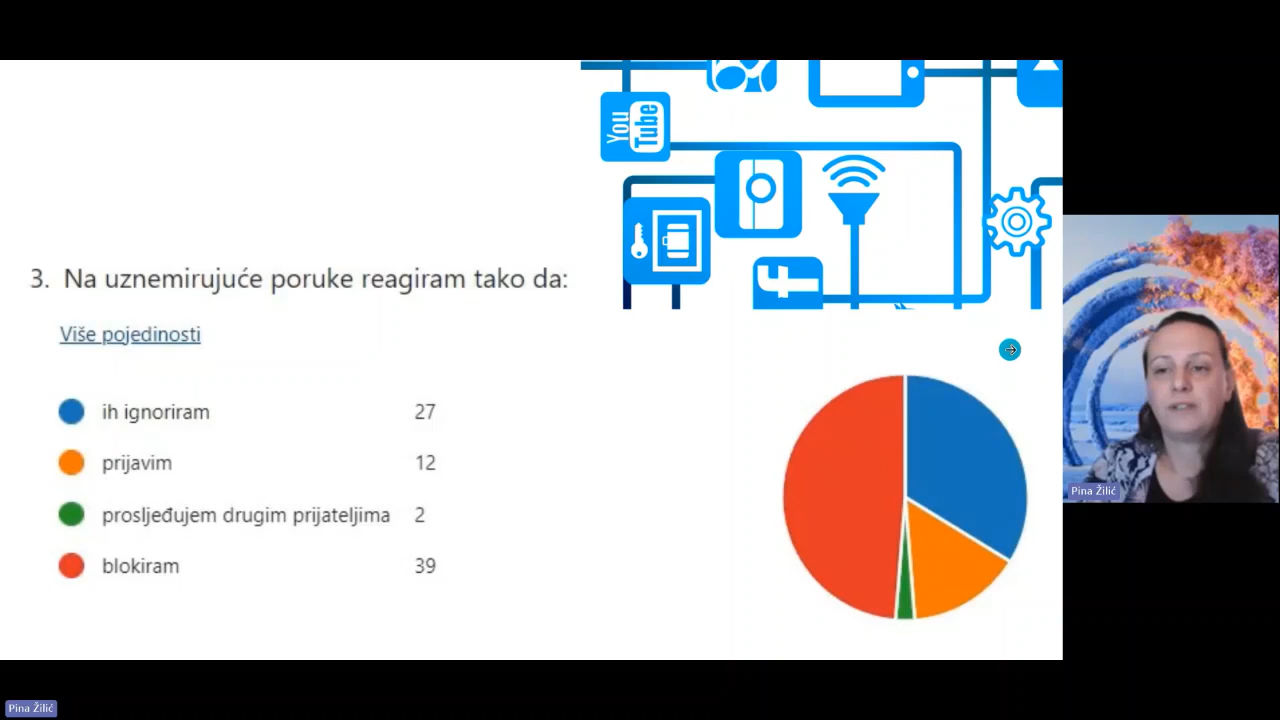 You
Tube
3. Na uznemirujuće poruke reagiram tako da:
Više pojedinosti
ih ignoriram 27
prijavim 12
prosljeđujem drugim prijateljima 2
blokiram 39
Pina Žilić
Pina Žilić